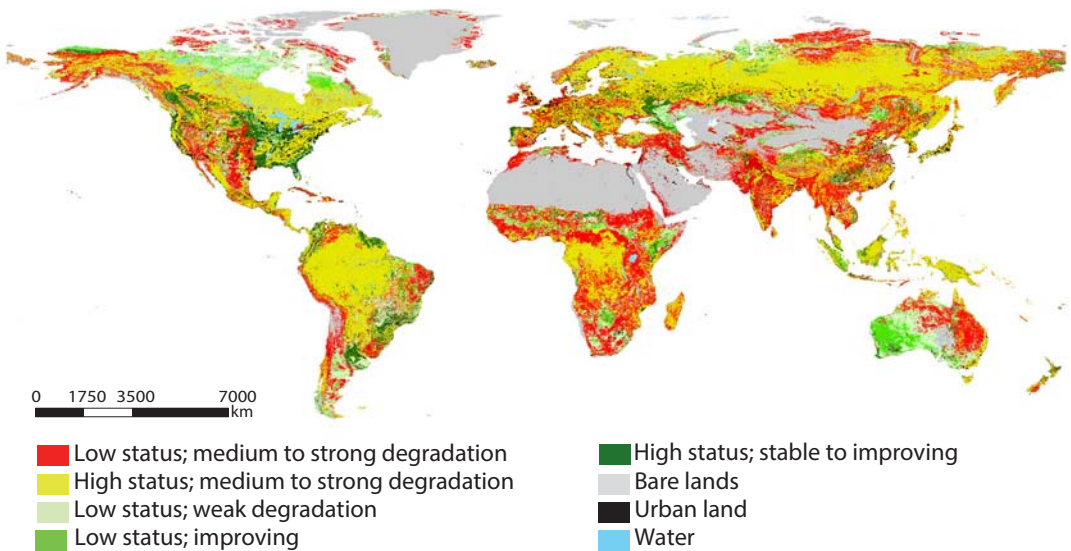 0 1750 3500 7000
km
Low status; medium to strong degradation
High status; medium to strong degradation
Low status; weak degradation
Low status; improving
High status; stable to improving
Bare lands
Urban land
Water